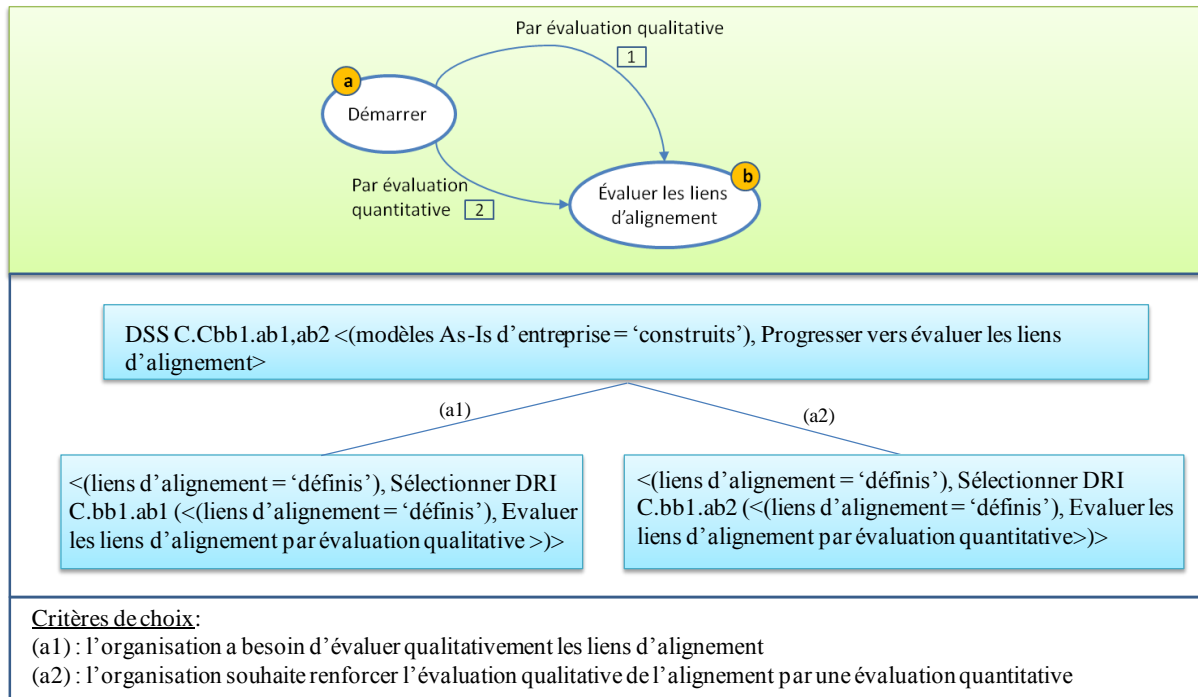 Par évaluation qualitative
1
a
Démarrer
Par évaluation
quantitative 2
b
Évaluer les liens
d'alignement
DSS C.Cbb1.ab1,ab2 <(modèles As-Is d'entreprise = 'construits'), Progresser vers évaluer les liens
d'alignement>
(a1)
(a2)
<(liens d'alignement = 'définis'), Sélectionner DRI
C.bb1.ab1 (<(liens d'alignement = 'définis'), Evaluer
les liens d'alignement par évaluation qualitative >)>
<(liens d'alignement = 'définis'), Sélectionner DRI
C.bb1.ab2 (<(liens d'alignement = 'définis'), Evaluer les
liens d'alignement par évaluation quantitative>)>
Critères de choix:
(a1) : l'organisation a besoin d'évaluer qualitativement les liens d'alignement
(a2) : l'organisation souhaite renforcer l'évaluation qualitative de l'alignement par une évaluation quantitative